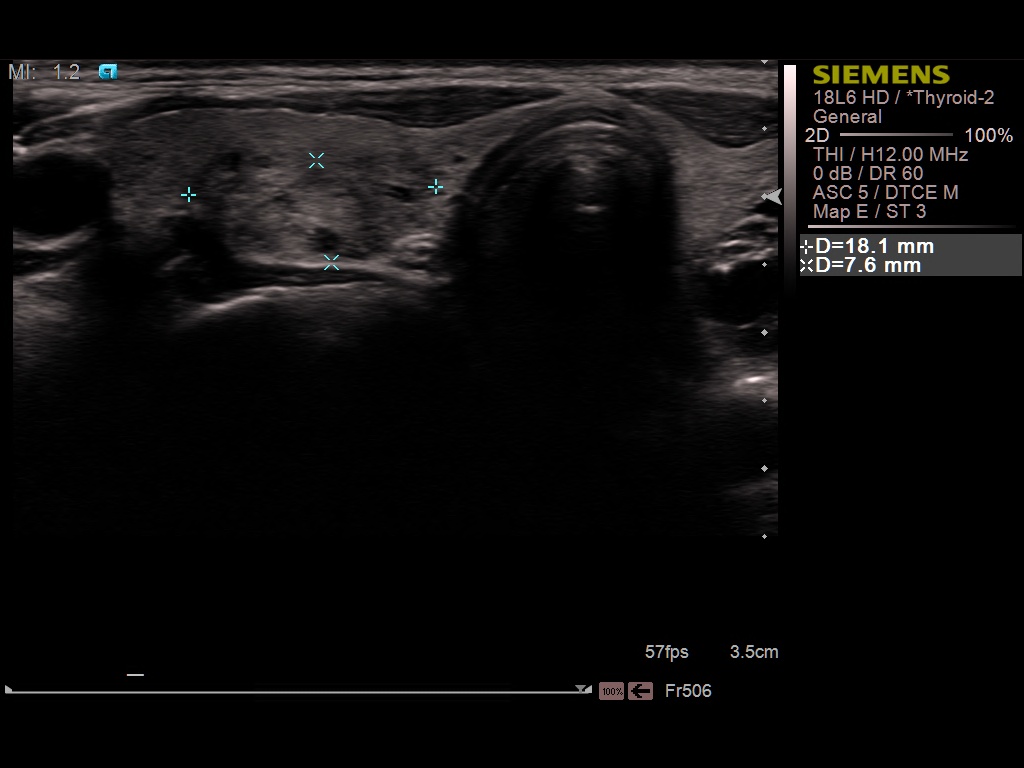 MI: 1.2
SIEMENS
18L6 HD / *Thyroid-2
General
2D 100%
THI / H12.00 MHz
0 dB / DR 60
ASC 5 / DTCE M
Map E / ST 3
D=18.1 mm
D=7.6 mm
57fps 3.5cm
100% Fr506